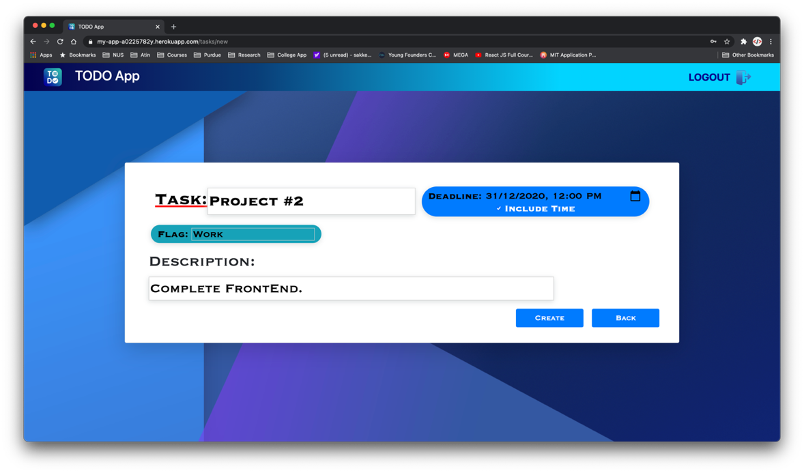 TODO App
my-app-a0225782y.herokuapp.com/tasks/new
Apps Bookmarks NUS Atin Courses Purdue Research College App (5 unread) - sakke... Young Founders C... MEGA React JS Full Cour... MIT Application P... Other Bookmarks
TODO
TODO App
LOGOUT
Task: Project #2
Deadline: 31/12/2020, 12:00 PM
✓ Include Time
Flag: Work
Description:
Complete FrontEnd.
Create Back